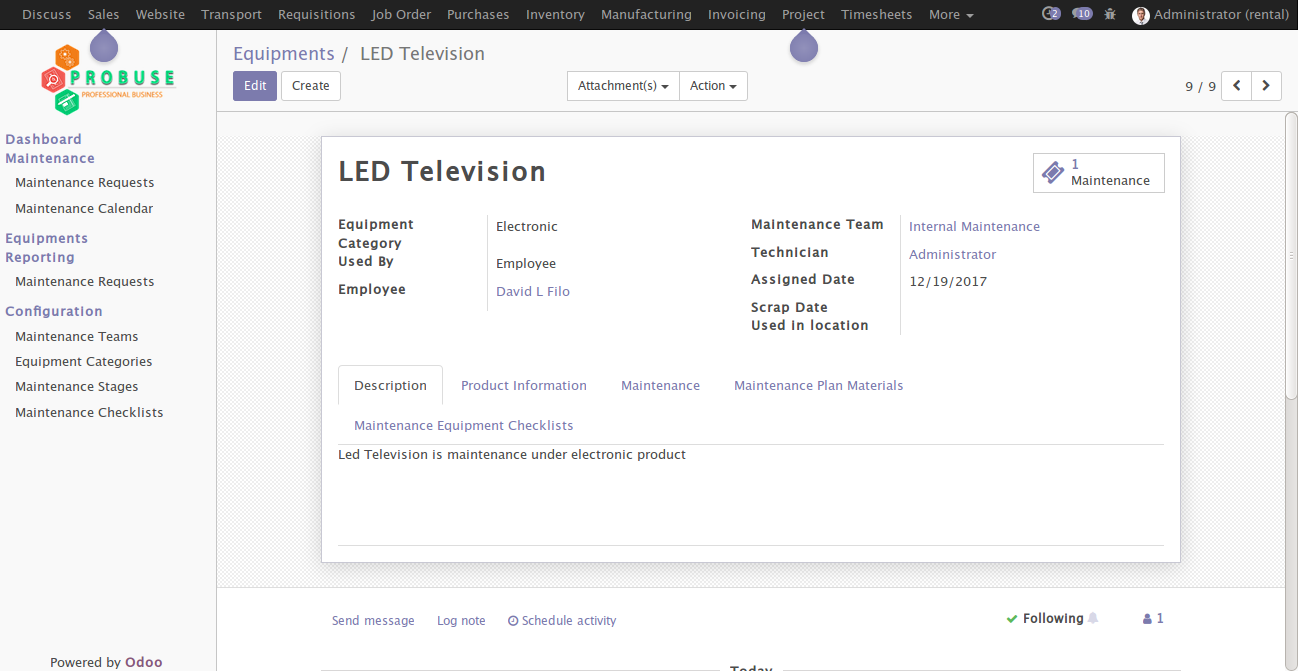 Discuss Sales Website Transport Requisitions Job Order Purchases Inventory Manufacturing Invoicing Project Timesheets More 2 10 Administrator (rental)
PROBUSE
PROFESSIONAL BUSINESS
Dashboard
Maintenance
Maintenance Requests
Maintenance Calendar
Equipments
Reporting
Maintenance Requests
Configuration
Maintenance Teams
Equipment Categories
Maintenance Stages
Maintenance Checklists
Powered by Odoo
Equipments / LED Television
Edit Create Attachment(s) Action 9 / 9
LED Television
1
Maintenance
Equipment
Category
Electronic
Used By
Employee
Employee
David L Filo
Maintenance Team Internal Maintenance
Technician Administrator
Assigned Date 12/19/2017
Scrap Date
Used in location
Description Product Information Maintenance Maintenance Plan Materials
Maintenance Equipment Checklists
Led Television is maintenance under electronic product
Send message Log note Schedule activity Following 1
Today